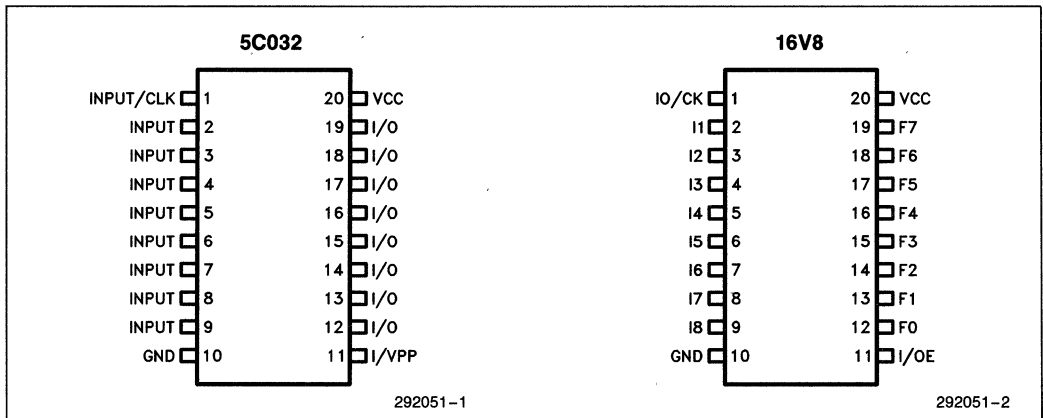 5C032
INPUT/CLK 1 20 VCC
INPUT 2 19 I/O
INPUT 3 18 I/O
INPUT 4 17 I/O
INPUT 5 16 I/O
INPUT 6 15 I/O
INPUT 7 14 I/O
INPUT 8 13 I/O
INPUT 9 12 I/O
GND 10 11 I/VPP
292051-1
16V8
IO/CK 1 20 VCC
I1 2 19 F7
I2 3 18 F6
I3 4 17 F5
I4 5 16 F4
I5 6 15 F3
I6 7 14 F2
I7 8 13 F1
I8 9 12 F0
GND 10 11 I/OE
292051-2